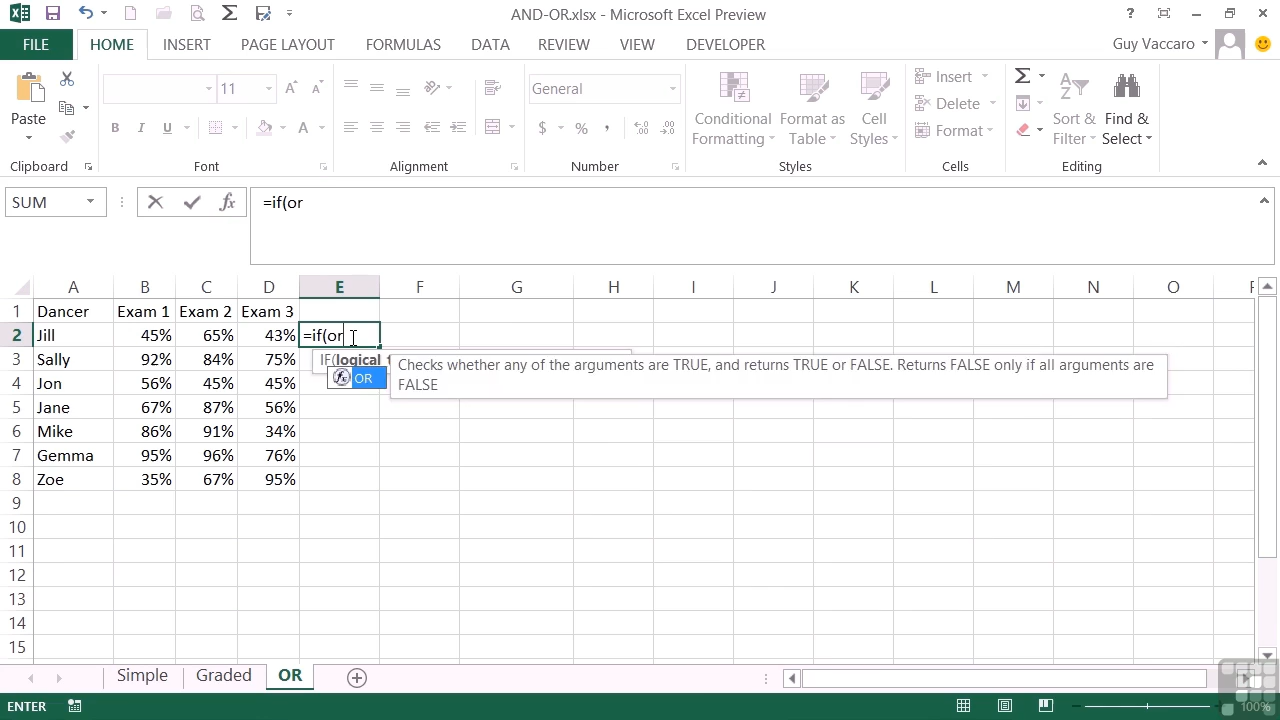 AND-OR.xlsx - Microsoft Excel Preview
?
FILE HOME INSERT PAGE LAYOUT FORMULAS DATA REVIEW VIEW DEVELOPER Guy Vaccaro
Paste
11
A A
B I U A
General
$ % ,
Conditional Formatting
Format as Table
Cell Styles
Insert
Delete
Format
Sort & Filter
Find & Select
Clipboard Font Alignment Number Styles Cells Editing
SUM fx =if(or
A B C D E F G H I J K L M N O
1 Dancer Exam 1 Exam 2 Exam 3
2 Jill 45% 65% 43% =if(or
3 Sally 92% 84% 75%
IF(logical
OR
Checks whether any of the arguments are TRUE, and returns TRUE or FALSE. Returns FALSE only if all arguments are
FALSE
4 Jon 56% 45% 45%
5 Jane 67% 87% 56%
6 Mike 86% 91% 34%
7 Gemma 95% 96% 76%
8 Zoe 35% 67% 95%
9
10
11
12
13
14
15
Simple Graded OR
ENTER 100%